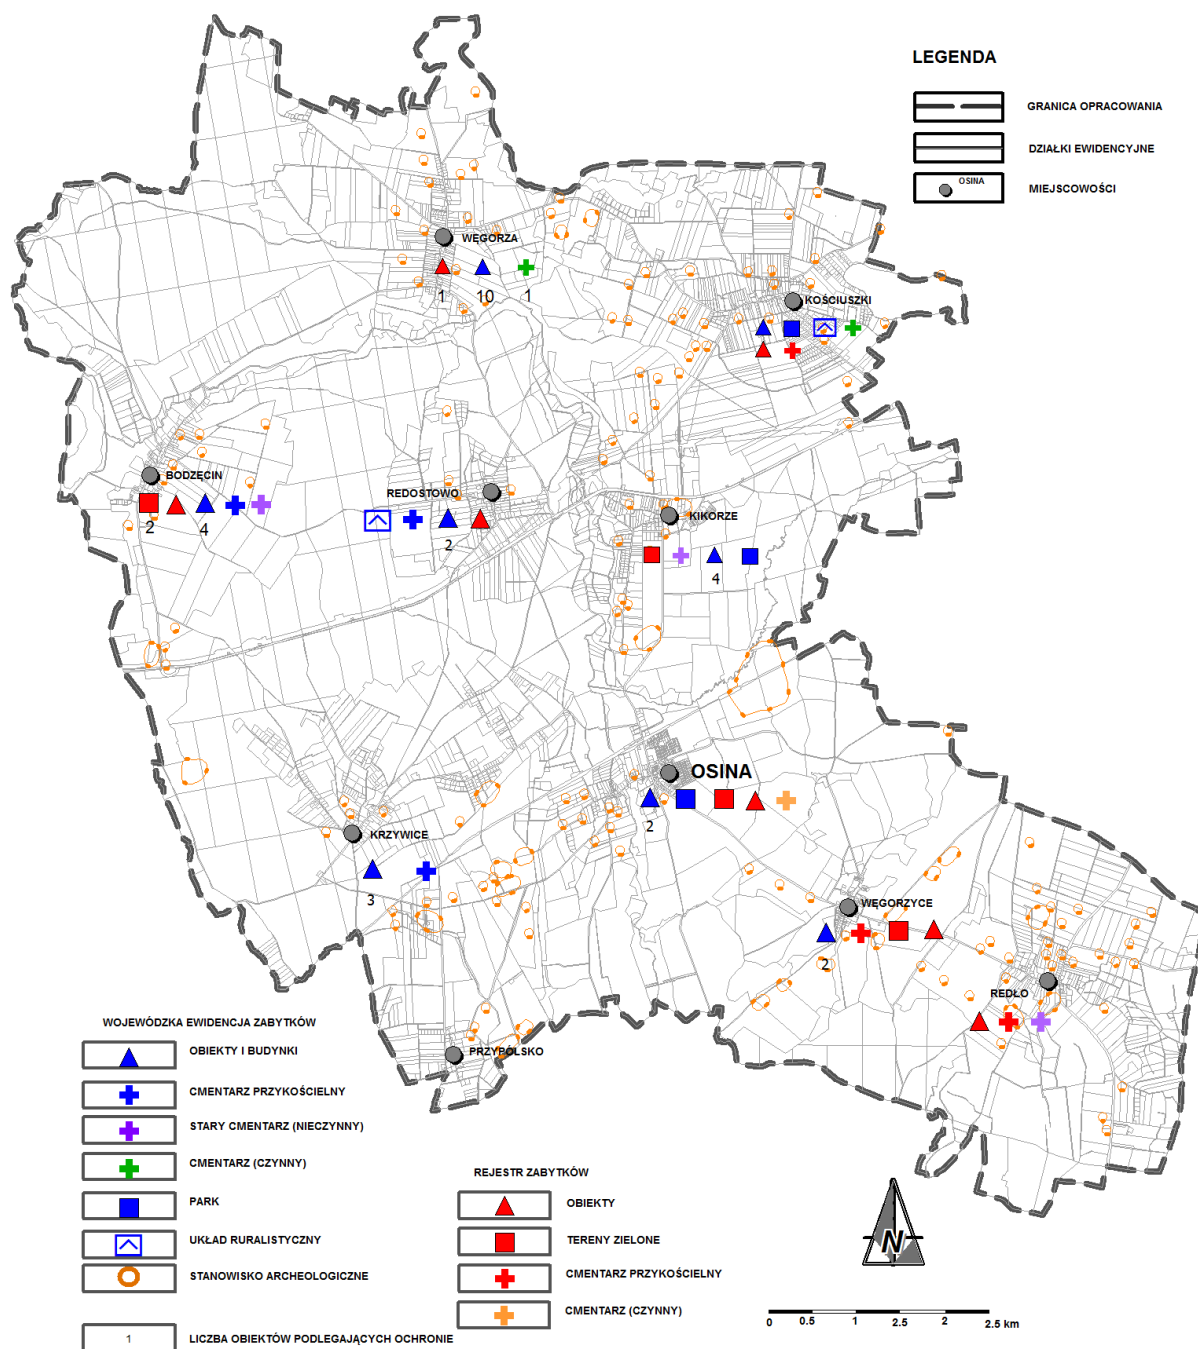 LEGENDA
GRANICA OPRACOWANIA
DZIAŁKI EWIDENCYJNE
OSINA
MIEJSCOWOŚCI
WĘGORZA
1
10
1
KOŚCIUSZKI
BODZĘCIN
2
4
REDOSTOWO
2
KIKORZE
4
OSINA
2
KRZYWICE
3
WĘGORZYCE
2
REDŁO
PRZYPÓLSKO
WOJEWÓDZKA EWIDENCJA ZABYTKÓW
OBIEKTY I BUDYNKI
CMENTARZ PRZYKOŚCIELNY
STARY CMENTARZ (NIECZYNNY)
CMENTARZ (CZYNNY)
PARK
UKŁAD RURALISTYCZNY
STANOWISKO ARCHEOLOGICZNE
1
LICZBA OBIEKTÓW PODLEGAJĄCYCH OCHRONIE
REJESTR ZABYTKÓW
OBIEKTY
TERENY ZIELONE
CMENTARZ PRZYKOŚCIELNY
CMENTARZ (CZYNNY)
N
0 0.5 1 2.5 2 2.5 km